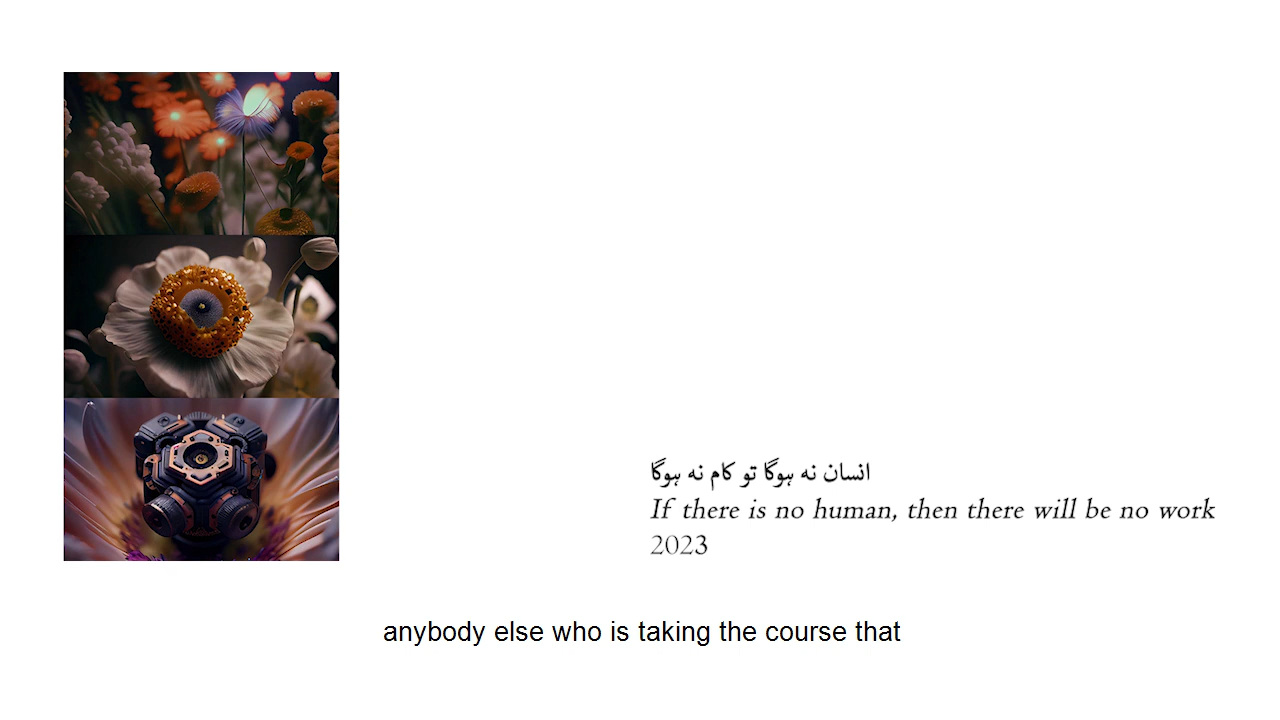 انسان نہ ہوگا تو کام نہ ہوگا
If there is no human, then there will be no work
2023
anybody else who is taking the course that